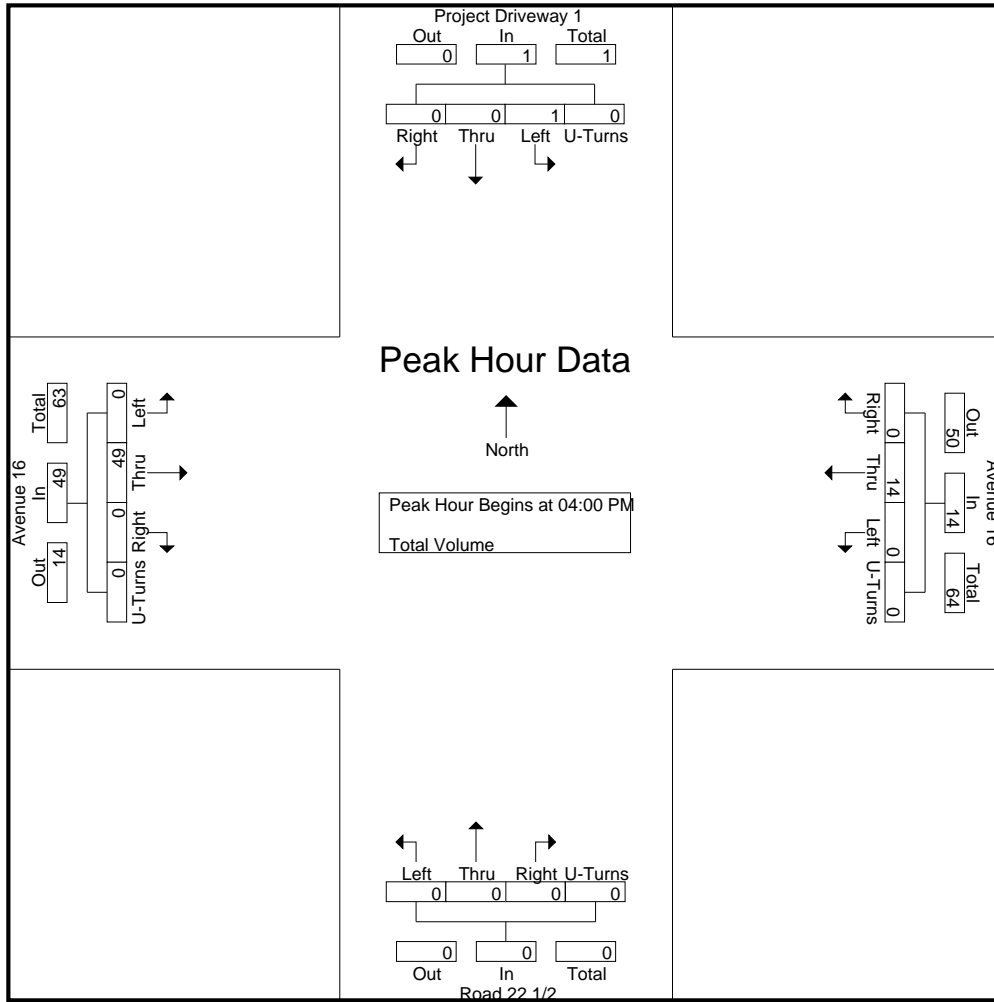 Project Driveway 1
Out In Total
0 1 1
0 0 1 0
Right Thru Left U-Turns
Peak Hour Data
North
Peak Hour Begins at 04:00 PM
Total Volume
Avenue 16
Total In Out
63 49 14
0 49 0 0
Left Thru Right U-Turns
Right Thru Left U-Turns
0 14 0 0
50 14 64
Out In Total
Avenue 16
Left Thru Right U-Turns
0 0 0 0
0 0 0
Out In Total
Road 22 1/2